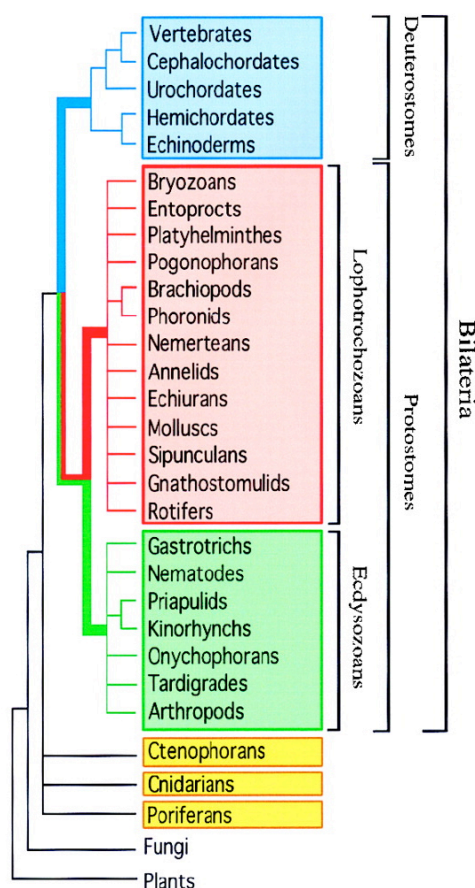 Vertebrates
Cephalochordates
Urochordates
Hemichordates
Echinoderms
Deuterostomes
Bryozoans
Entoprocts
Platyhelminthes
Pogonophorans
Brachiopods
Phoronids
Nemerteans
Annelids
Echiurans
Molluscs
Sipunculans
Gnathostomulids
Rotifers
Lophotrochozoans
Gastrotrichs
Nematodes
Priapulids
Kinorhynchs
Onychophorans
Tardigrades
Arthropods
Ecdysozoans
Protostomes
Bilateria
Ctenophorans
Cnidarians
Poriferans
Fungi
Plants